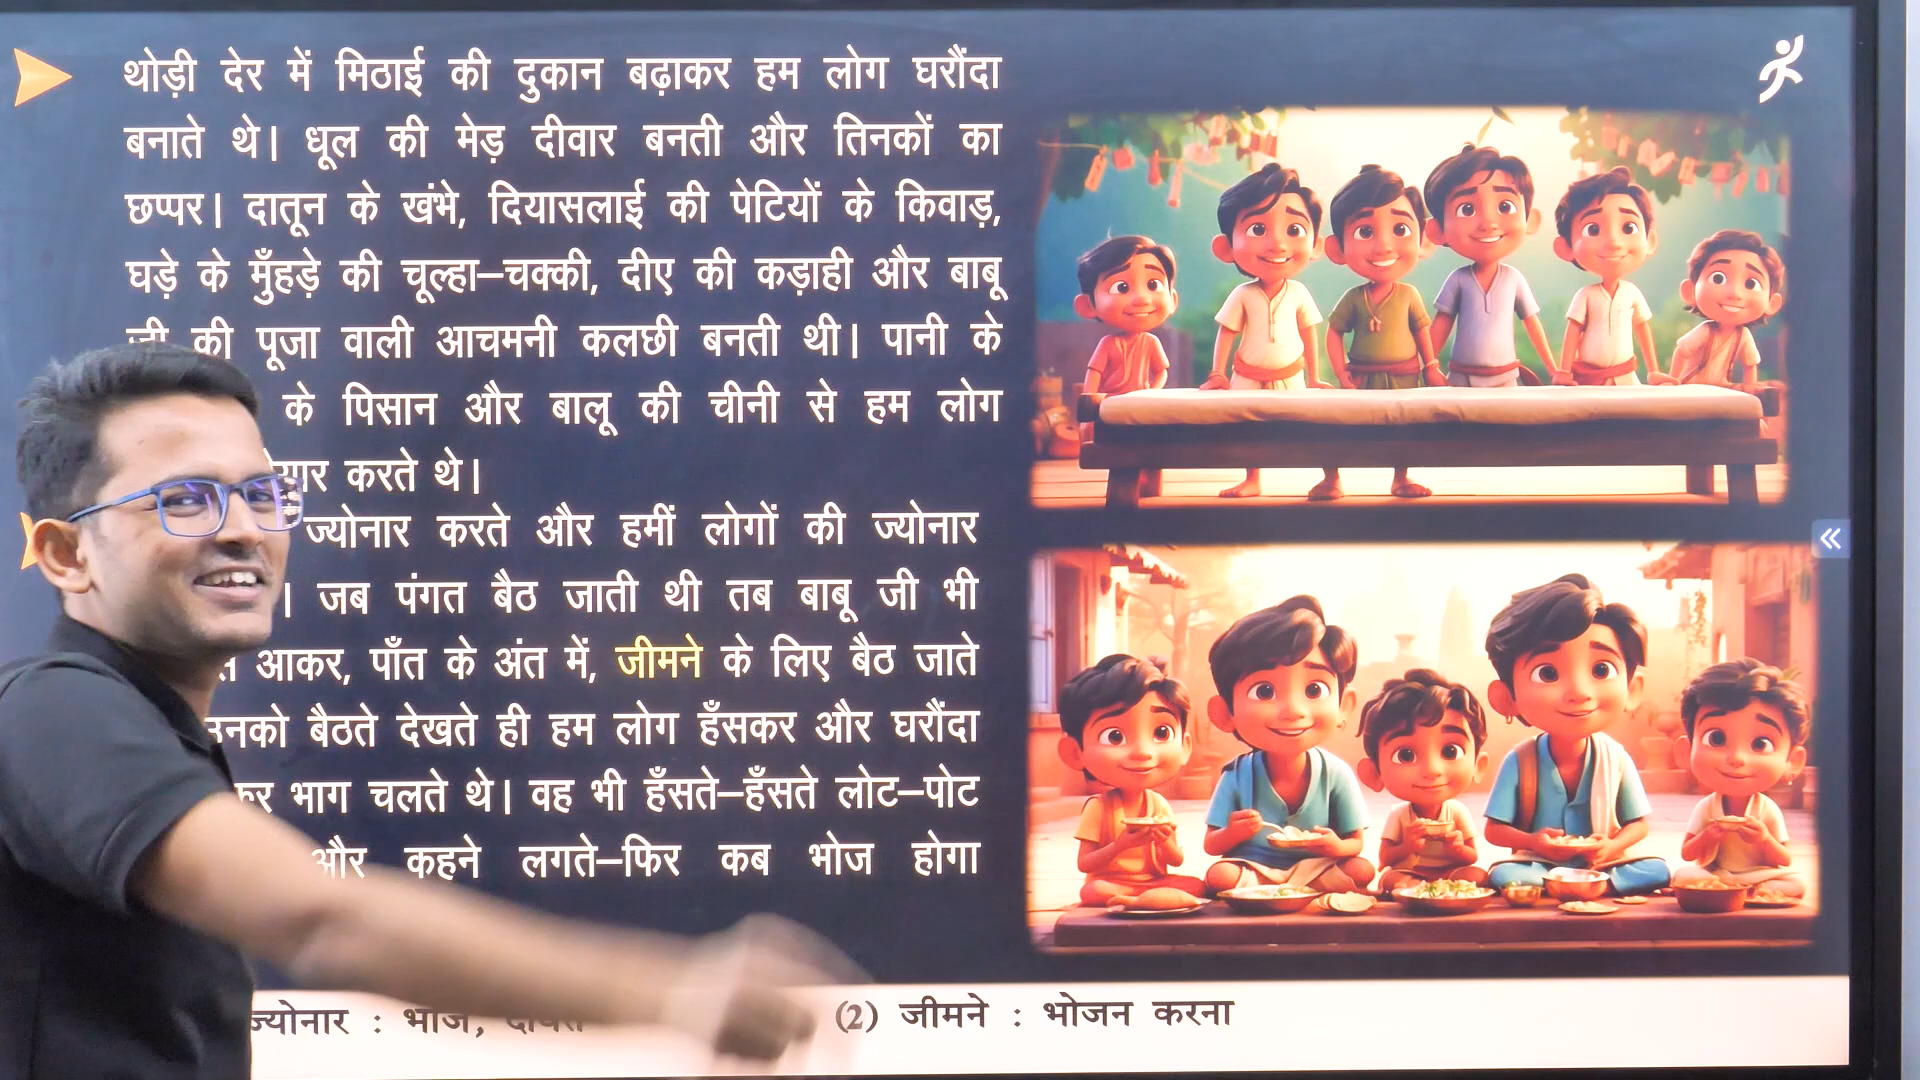 थोड़ी देर में मिठाई की दुकान बढ़ाकर हम लोग घरौंदा
बनाते थे। धूल की मेड़ दीवार बनती और तिनकों का
छप्पर। दातून के खंभे, दियासलाई की पेटियों के किवाड़,
घड़े के मुँहड़े की चूल्हा–चक्की, दीए की कड़ाही और बाबू
जी की पूजा वाली आचमनी कलछी बनती थी। पानी के
के पिसान और बालू की चीनी से हम लोग
करते थे।
ज्योनार करते और हमीं लोगों की ज्योनार
। जब पंगत बैठ जाती थी तब बाबू जी भी
आकर, पाँत के अंत में, जीमने के लिए बैठ जाते
उनको बैठते देखते ही हम लोग हँसकर और घरौंदा
भाग चलते थे। वह भी हँसते–हँसते लोट–पोट
और कहने लगते–फिर कब भोज होगा
ज्योनार : भोज, दावत (2) जीमने : भोजन करना